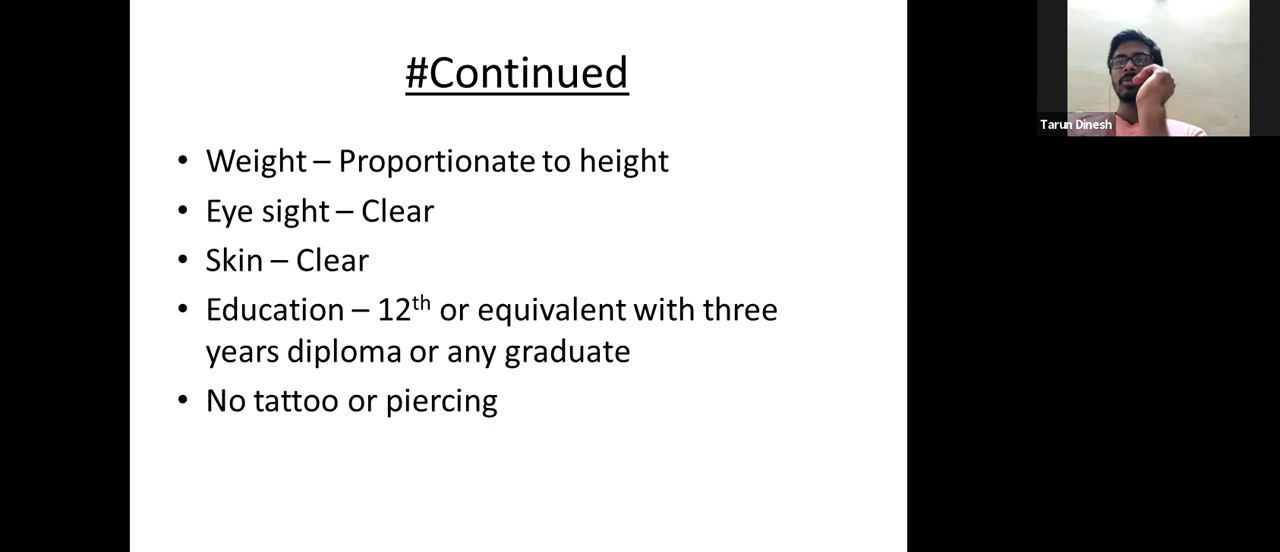 #Continued
• Weight – Proportionate to height
• Eye sight – Clear
• Skin – Clear
• Education – 12th or equivalent with three
years diploma or any graduate
• No tattoo or piercing
Tarun Dinesh